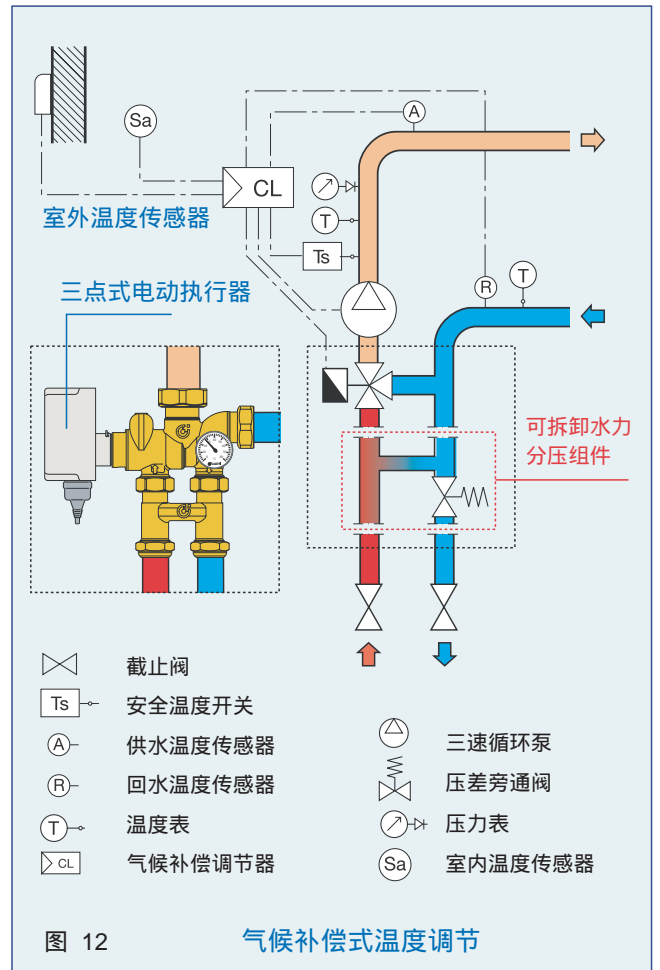 A
Sa
CL
室外温度传感器
T
Ts
R
T
三点式电动执行器
可拆卸水力
分压组件
截止阀
Ts
安全温度开关
A
供水温度传感器
R
回水温度传感器
T
温度表
CL
气候补偿调节器
三速循环泵
压差旁通阀
压力表
Sa
室内温度传感器
图 12
气候补偿式温度调节